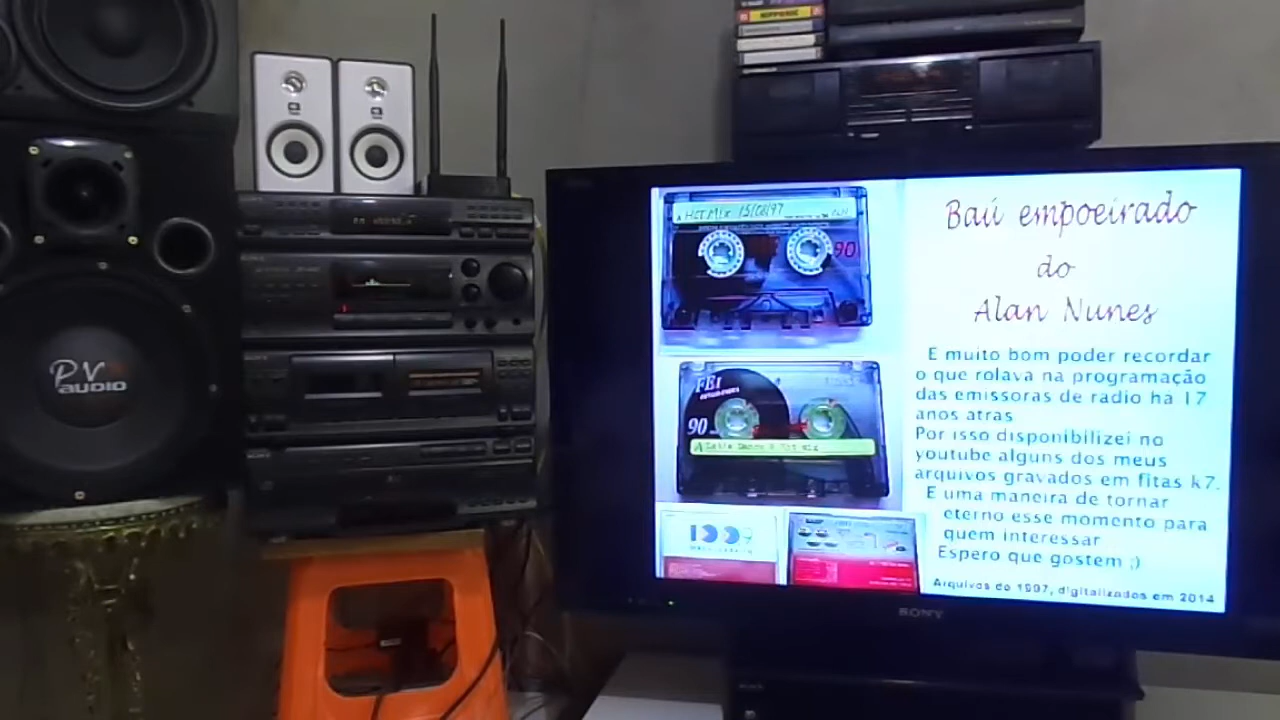 PV
AUDIO
HOT MIX 15/08/97
90
FEI
90
Baú empoeirado
do
Alan Nunes
E muito bom poder recordar
o que rolava na programação
das emissoras de radio há 17
anos atras
Por isso disponibilizei no
youtube alguns dos meus
arquivos gravados em fitas k7.
E uma maneira de tornar
eterno esse momento para
quem interessar
Espero que gostem ;)
Arquivos de 1997, digitalizados em 2014
SONY